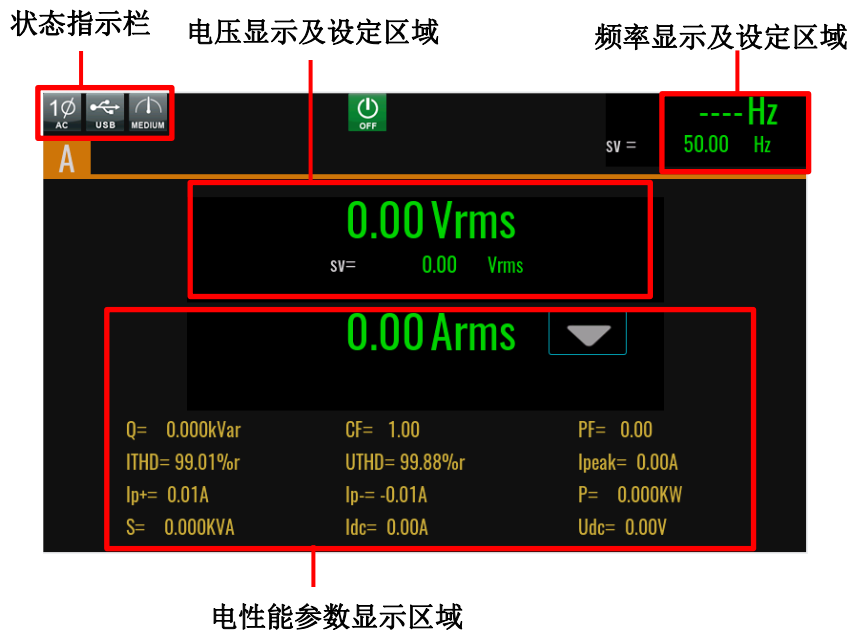 状态指示栏
电压显示及设定区域
频率显示及设定区域
1Ø AC USB MEDIUM OFF
----Hz
sv = 50.00 Hz
A
0.00 Vrms
sv= 0.00 Vrms
0.00 Arms
Q= 0.000kVar CF= 1.00 PF= 0.00
ITHD= 99.01%r UTHD= 99.88%r Ipeak= 0.00A
Ip+= 0.01A Ip-= -0.01A P= 0.000KW
S= 0.000KVA Idc= 0.00A Udc= 0.00V
电性能参数显示区域